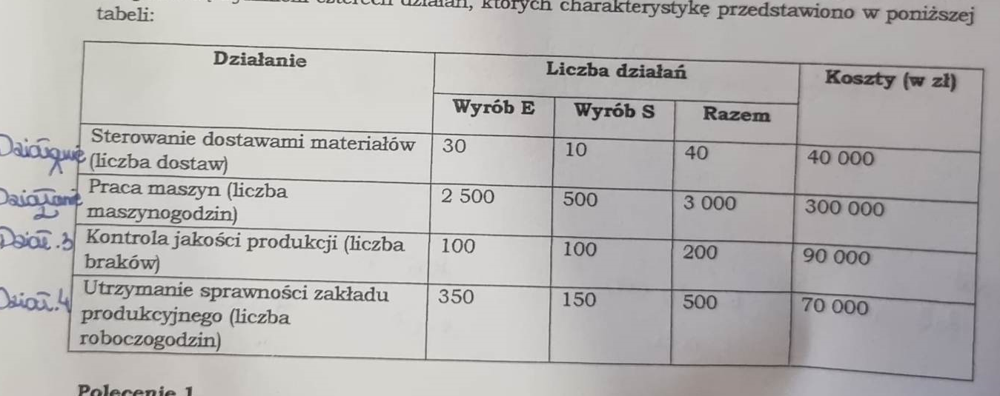 działań, których charakterystykę przedstawiono w poniższej
tabeli:
Działanie
Liczba działań
Koszty (w zł)
Wyrób E
Wyrób S
Razem
Sterowanie dostawami materiałów
(liczba dostaw)
30
10
40
40 000
Działanie
1
Praca maszyn (liczba
maszynogodzin)
2 500
500
3 000
300 000
Działanie
2
Kontrola jakości produkcji (liczba
braków)
100
100
200
90 000
Dział.3
Utrzymanie sprawności zakładu
produkcyjnego (liczba
roboczogodzin)
350
150
500
70 000
Dział.4
Polecenie 1